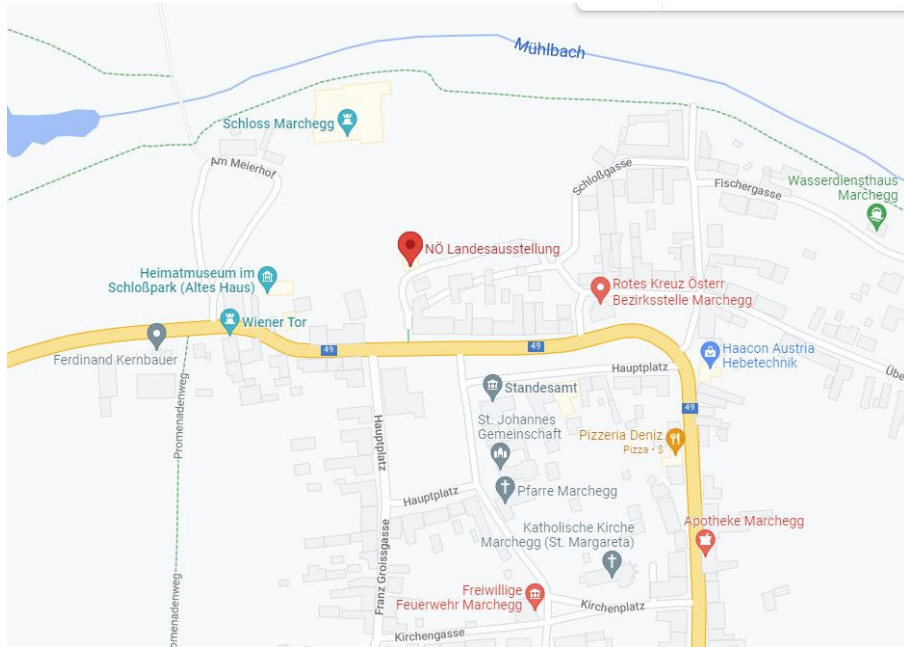 Mühlbach
Schloss Marchegg
Am Meierhof
Schloßgasse
Fischergasse
Wasserdiensthaus
Marchegg
NÖ Landesausstellung
Heimatmuseum im
Schloßpark (Altes Haus)
Rotes Kreuz Österr
Bezirksstelle Marchegg
Wiener Tor
Ferdinand Kernbauer
49
49
Haacon Austria
Hebetechnik
Hauptplatz
Übe
Standesamt
Promenadenweg
Hauptplatz
49
St. Johannes
Gemeinschaft
Pizzeria Deniz
Pizza • $
Hauptplatz
Pfarre Marchegg
Apotheke Marchegg
Katholische Kirche
Marchegg (St. Margareta)
Franz Groissgasse
Freiwillige
Feuerwehr Marchegg
Kirchenplatz
omenadenweg
Kirchengasse